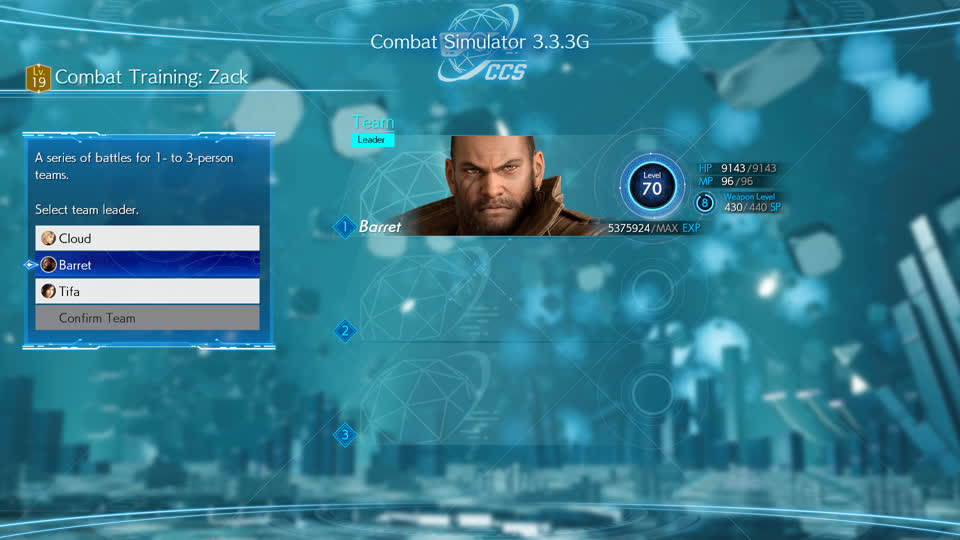 Combat Simulator 3.3.3G
CCS
Lv.
19
Combat Training: Zack
A series of battles for 1- to 3-person
teams.
Select team leader.
Cloud
Barret
Tifa
Confirm Team
Team
Leader
1 Barret
Level
70
HP 9143/9143
MP 96/96
8
Weapon Level
430/440 SP
5375924/MAX EXP
2
3